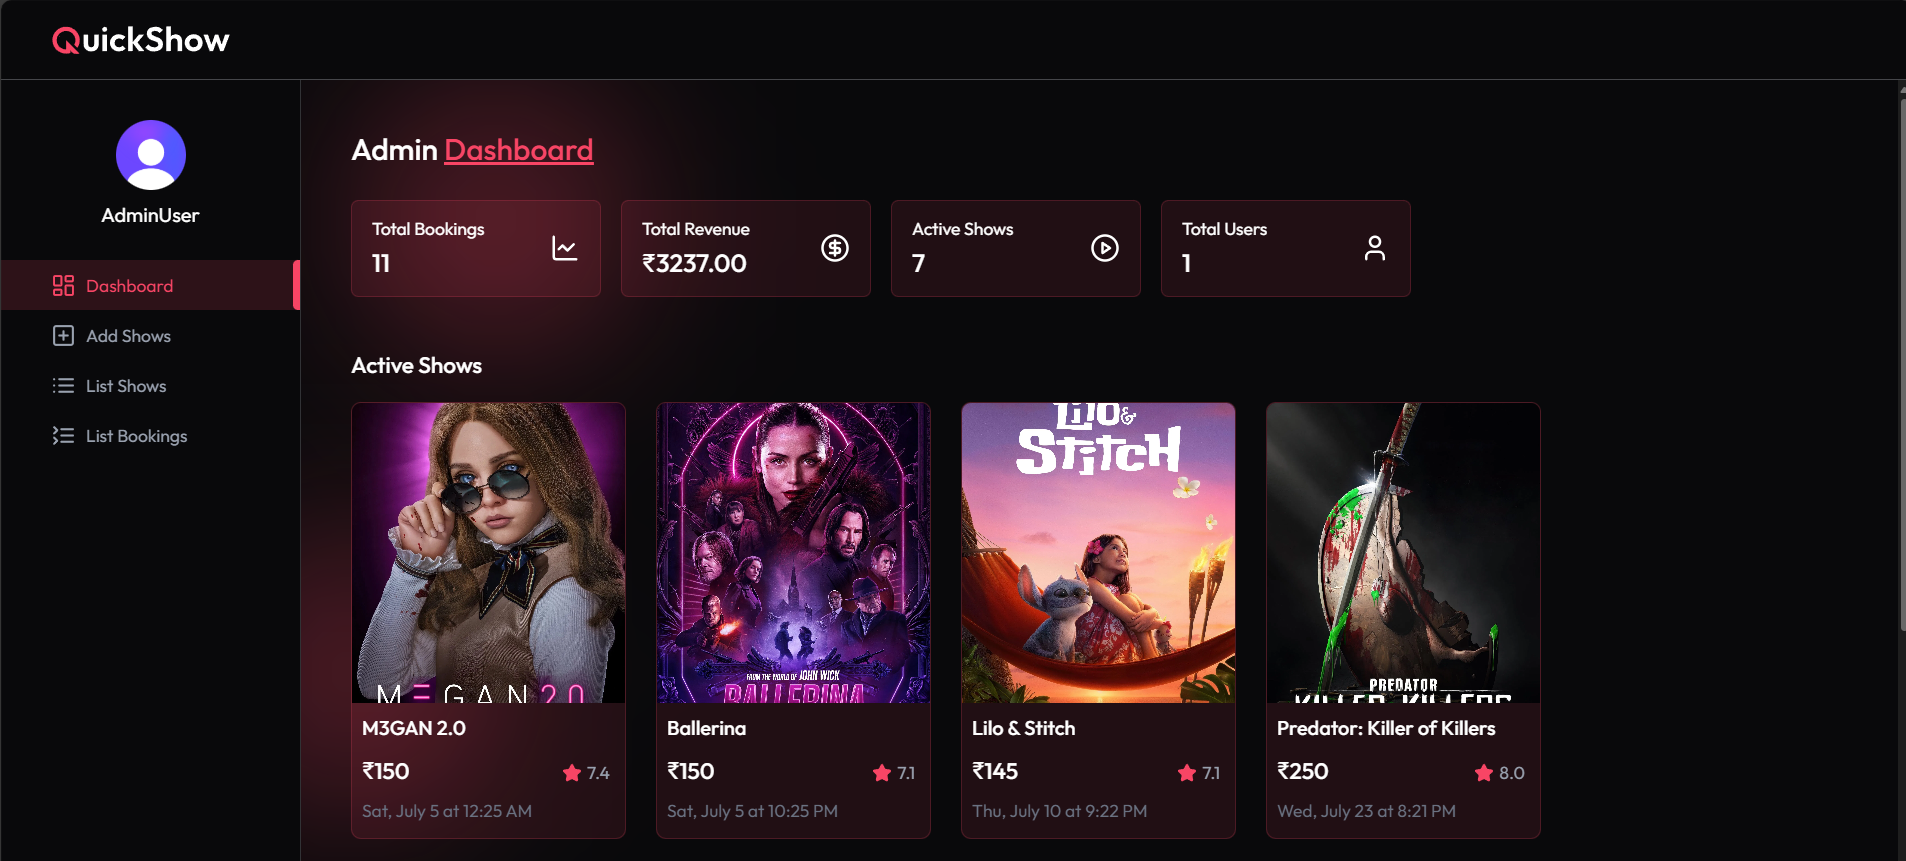 QuickShow
AdminUser
Dashboard
Add Shows
List Shows
List Bookings
Admin Dashboard
Total Bookings
11
Total Revenue
₹3237.00
Active Shows
7
Total Users
1
Active Shows
M3GAN 2.0
M3GAN 2.0
₹150
7.4
Sat, July 5 at 12:25 AM
FROM THE WORLD OF JOHN WICK
BALLERINA
Ballerina
₹150
7.1
Sat, July 5 at 10:25 PM
Lilo &
Stitch
Lilo & Stitch
₹145
7.1
Thu, July 10 at 9:22 PM
PREDATOR
KILLER OF KILLERS
Predator: Killer of Killers
₹250
8.0
Wed, July 23 at 8:21 PM